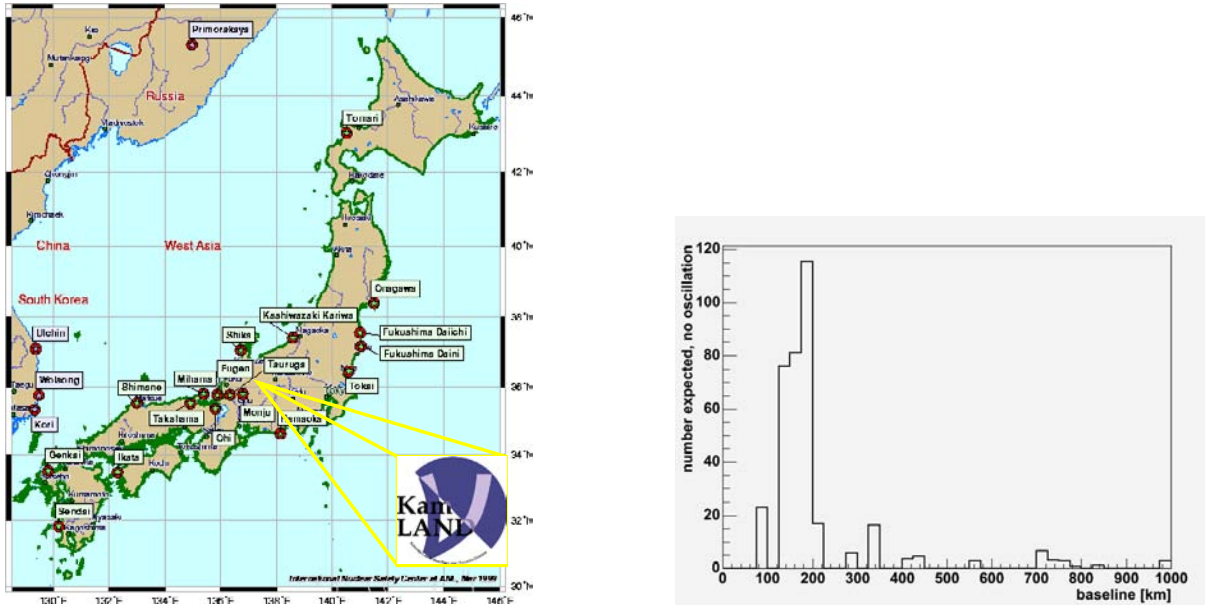 46°N
Primorskaya
Russia
44°N
Tomari
42°N
40°N
China
West Asia
Onagawa
South Korea
38°N
Kashiwazaki Kariwa
Fukushima Daiichi
Ulchin
Shika
Fukushima Daini
Fugen
Tsuruga
Wolsong
Shimane
Mihama
Tokai
36°N
Takahama
Monju
Hamaoka
Kori
Ohi
Genkai
Ikata
34°N
Sendai
32°N
Kam
LAND
International Nuclear Safety Center at ANL, Mar 1999
30°N
130°E 132°E 134°E 136°E 138°E 140°E 142°E 144°E 146°E
number expected, no oscillation
120
100
80
60
40
20
0
0 100 200 300 400 500 600 700 800 900 1000
baseline [km]